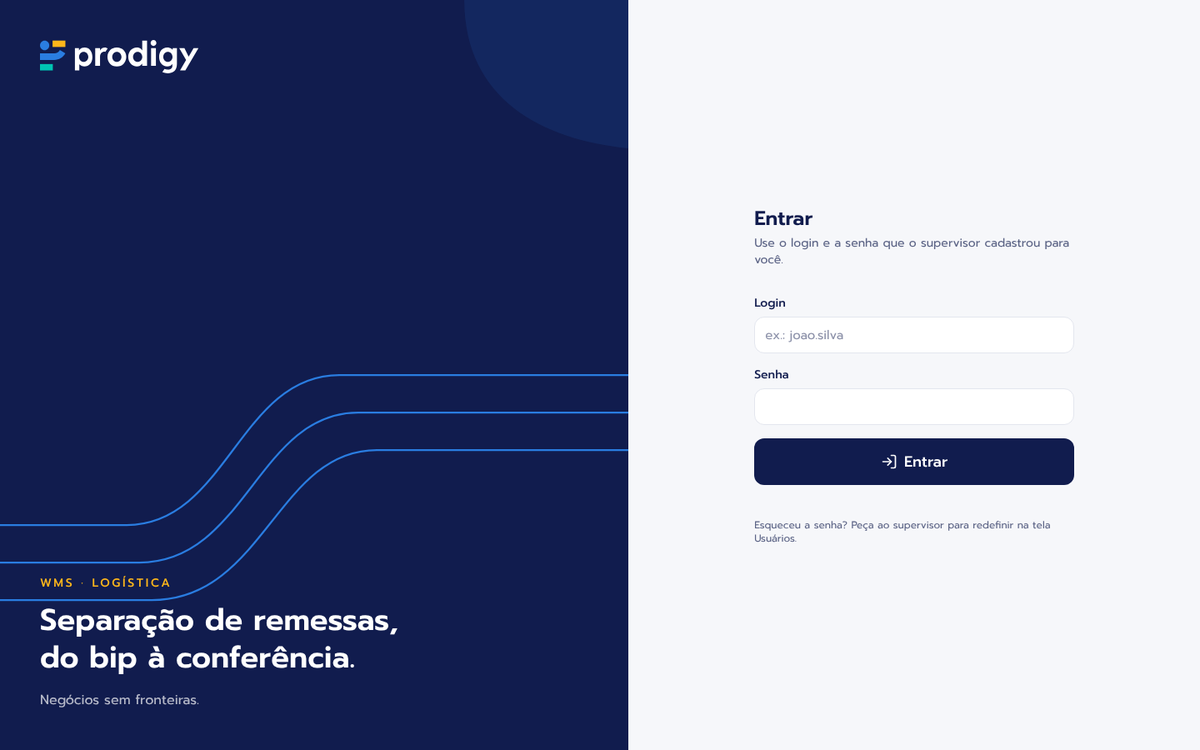 prodigy
WMS · LOGÍSTICA
Separação de remessas,
do bip à conferência.
Negócios sem fronteiras.
Entrar
Use o login e a senha que o supervisor cadastrou para
você.
Login
ex.: joao.silva
Senha
Entrar
Esqueceu a senha? Peça ao supervisor para redefinir na tela
Usuários.